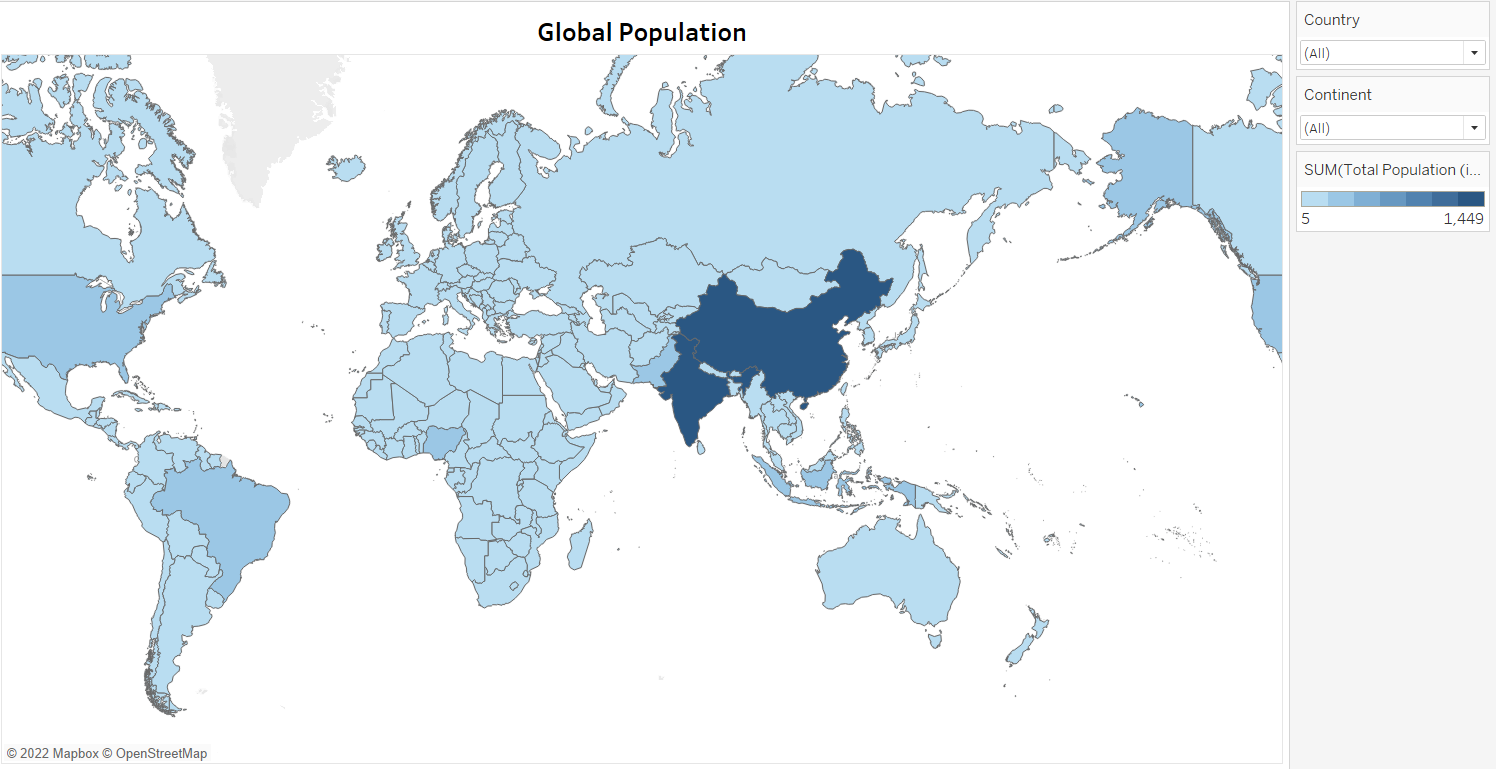 Global Population
Country
(All)
Continent
(All)
SUM(Total Population (i...
5
1,449
© 2022 Mapbox © OpenStreetMap